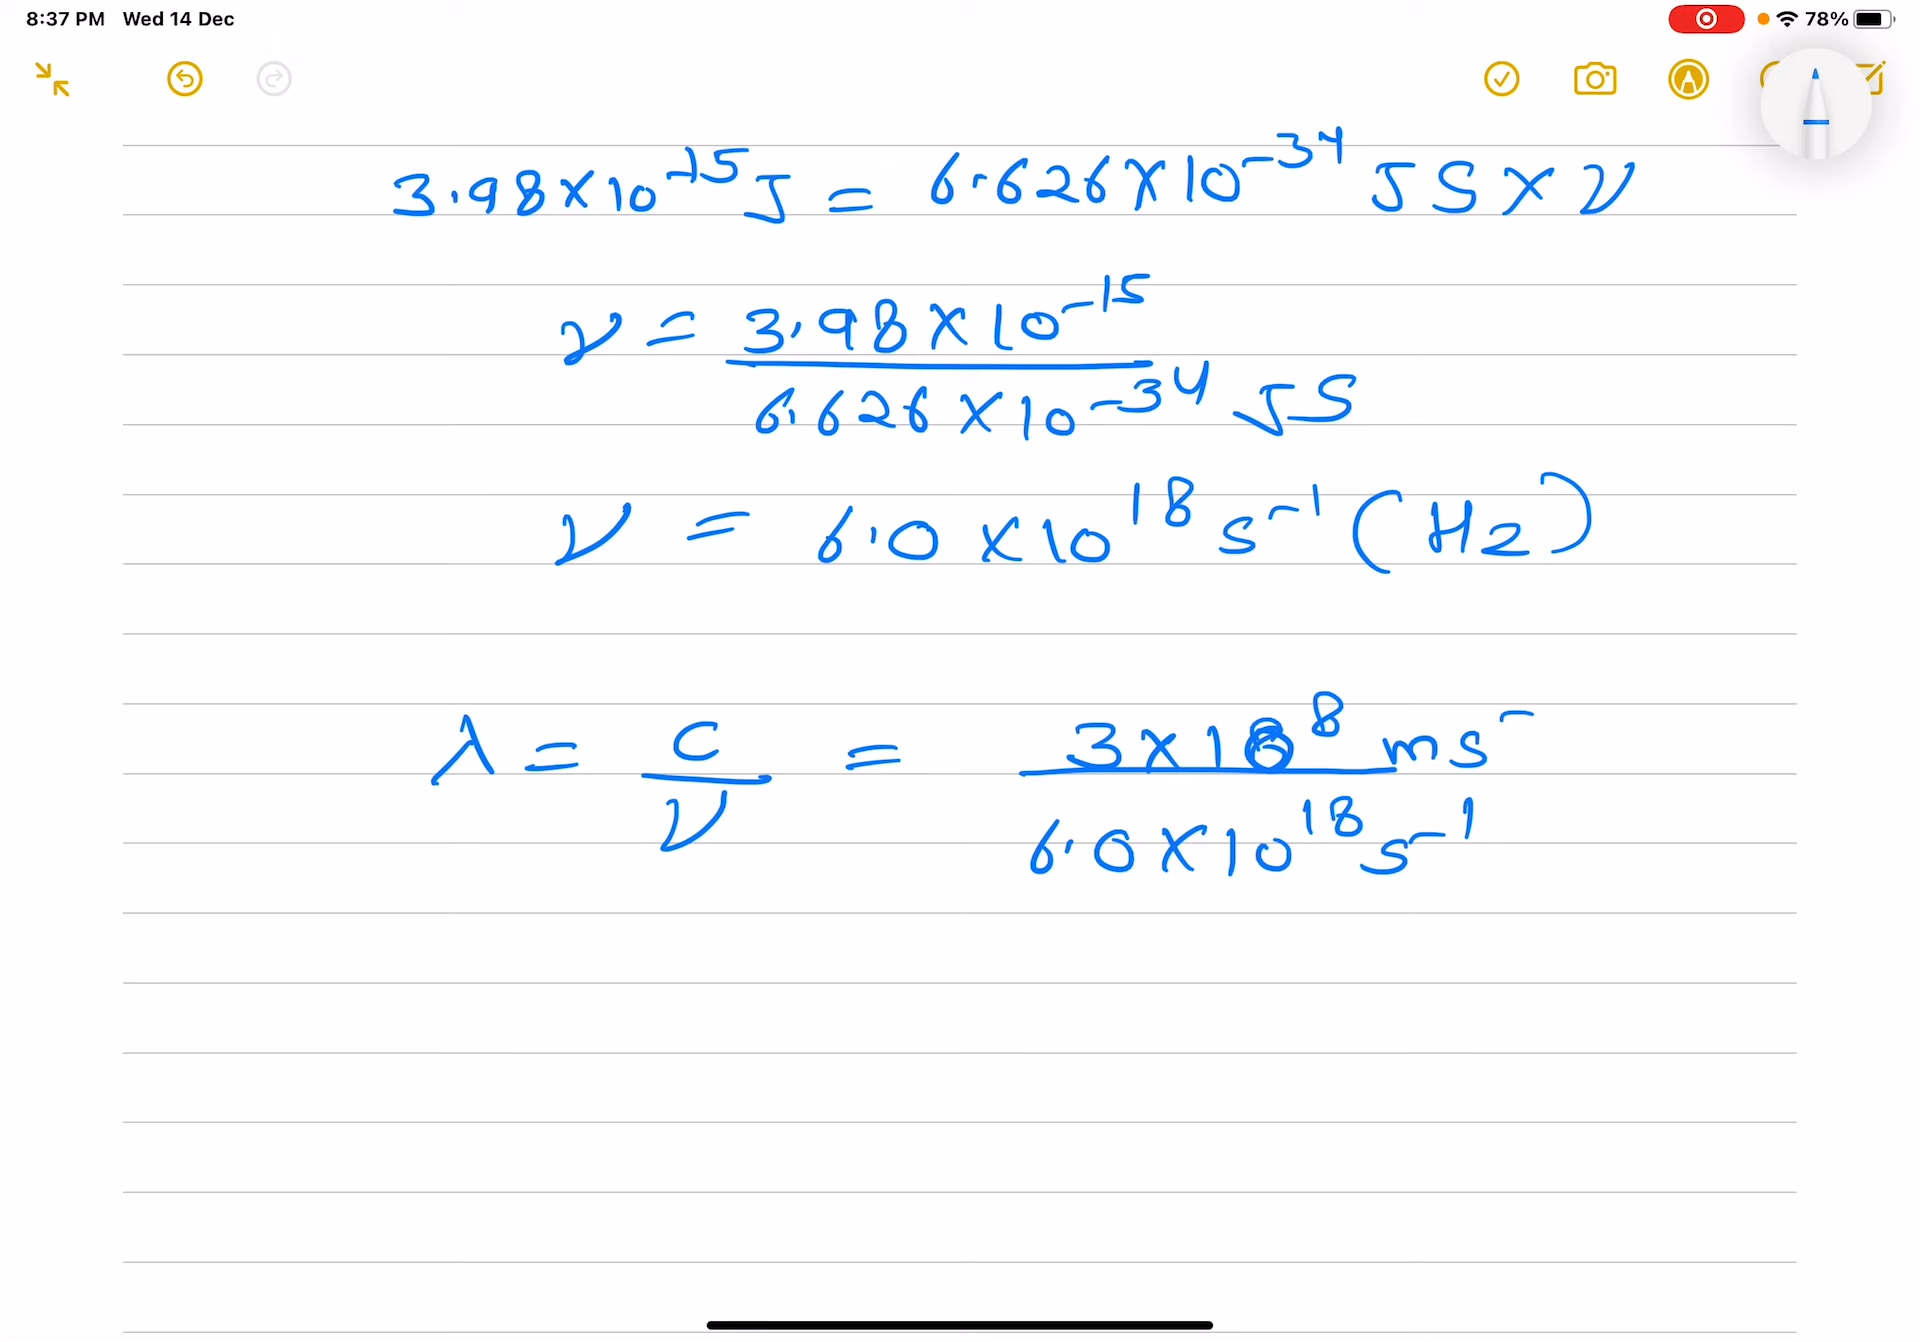 8:37 PM Wed 14 Dec 78%
3.98×10⁻¹⁵J = 6.626×10⁻³⁴ JS×ν
ν = 3.98×10⁻¹⁵
6.626×10⁻³⁴ JS
ν = 6.0 ×10¹⁸ s⁻¹ (Hz)
λ = c = 3×10⁸ ms⁻
ν 6.0×10¹⁸ s⁻¹